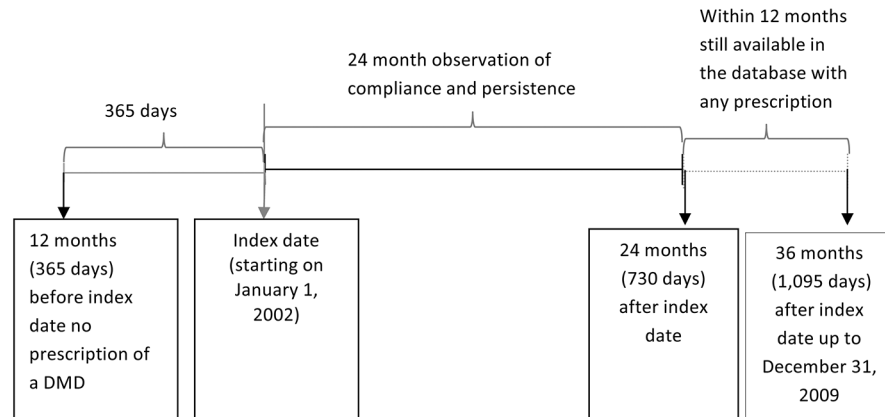 Within 12 months
still available in
the database with
any prescription
24 month observation of
compliance and persistence
365 days
12 months
(365 days)
before index
date no
prescription of
a DMD
Index date
(starting on
January 1,
2002)
24 months
(730 days)
after index
date
36 months
(1,095 days)
after index
date up to
December 31,
2009